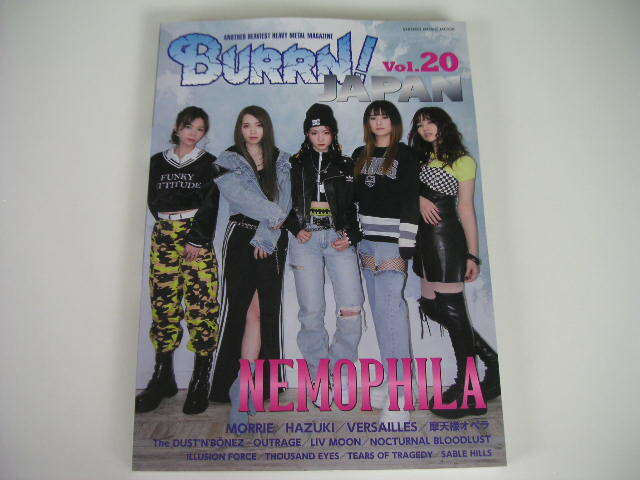 ANOTHER HEAVIEST HEAVY METAL MAGAZINE
BURRN!
Vol.20
JAPAN
FUNKY
ATTITUDE
NEMOPHILA
MORRIE／HAZUKI／VERSAILLES／摩天楼オペラ
The DUST'N'BONEZ／OUTRAGE／LIV MOON／NOCTURNAL BLOODLUST
ILLUSION FORCE／THOUSAND EYES／TEARS OF TRAGEDY／SABLE HILLS